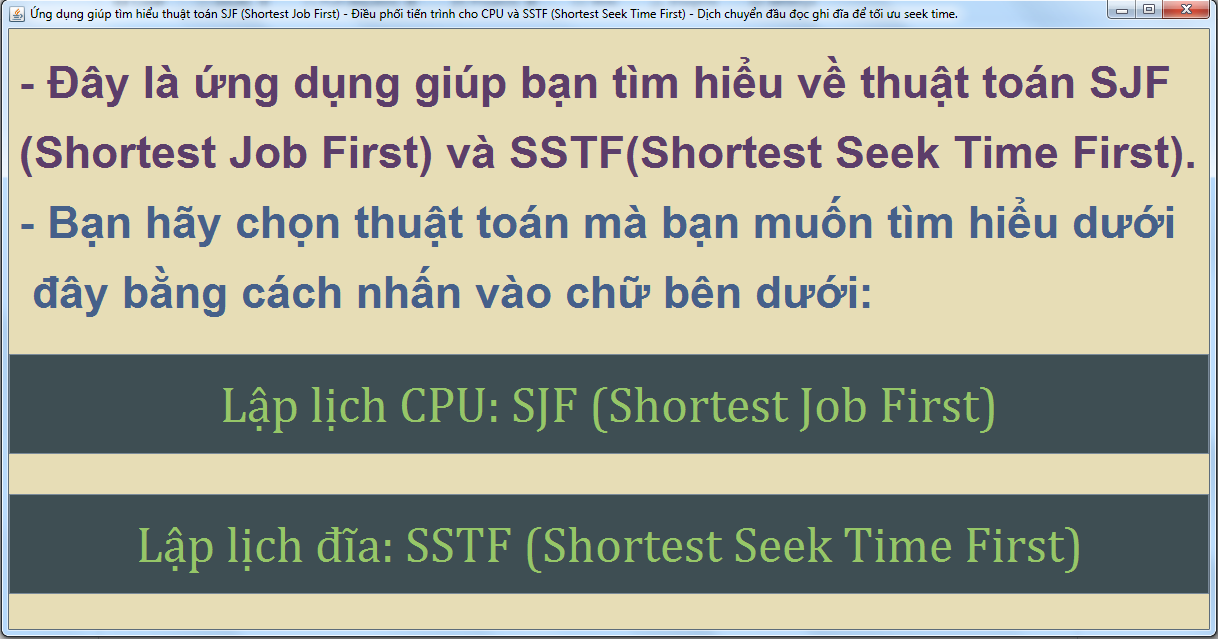 Ứng dụng giúp tìm hiểu thuật toán SJF (Shortest Job First) - Điều phối tiến trình cho CPU và SSTF (Shortest Seek Time First) - Dịch chuyển đầu đọc ghi đĩa để tối ưu seek time.
- Đây là ứng dụng giúp bạn tìm hiểu về thuật toán SJF
(Shortest Job First) và SSTF(Shortest Seek Time First).
- Bạn hãy chọn thuật toán mà bạn muốn tìm hiểu dưới
đây bằng cách nhấn vào chữ bên dưới:
Lập lịch CPU: SJF (Shortest Job First)
Lập lịch đĩa: SSTF (Shortest Seek Time First)